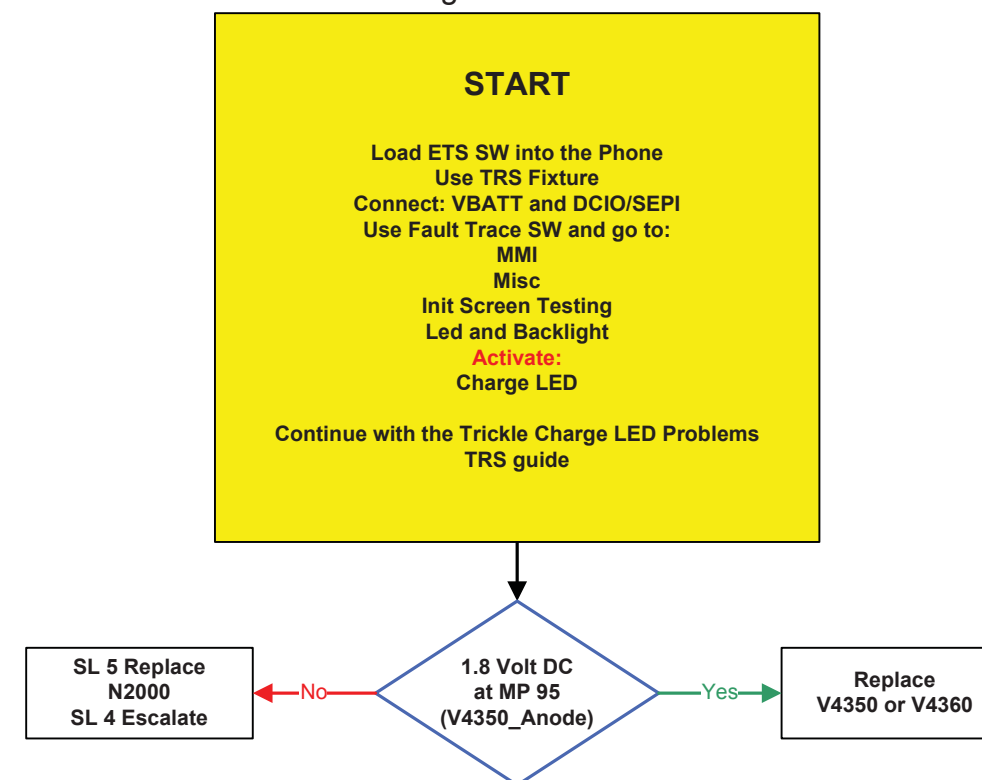 START
Load ETS SW into the Phone
Use TRS Fixture
Connect: VBATT and DCIO/SEPI
Use Fault Trace SW and go to:
MMI
Misc
Init Screen Testing
Led and Backlight
Activate:
Charge LED
Continue with the Trickle Charge LED Problems
TRS guide
SL 5 Replace
N2000
SL 4 Escalate
No
1.8 Volt DC
at MP 95
(V4350_Anode)
Yes
Replace
V4350 or V4360